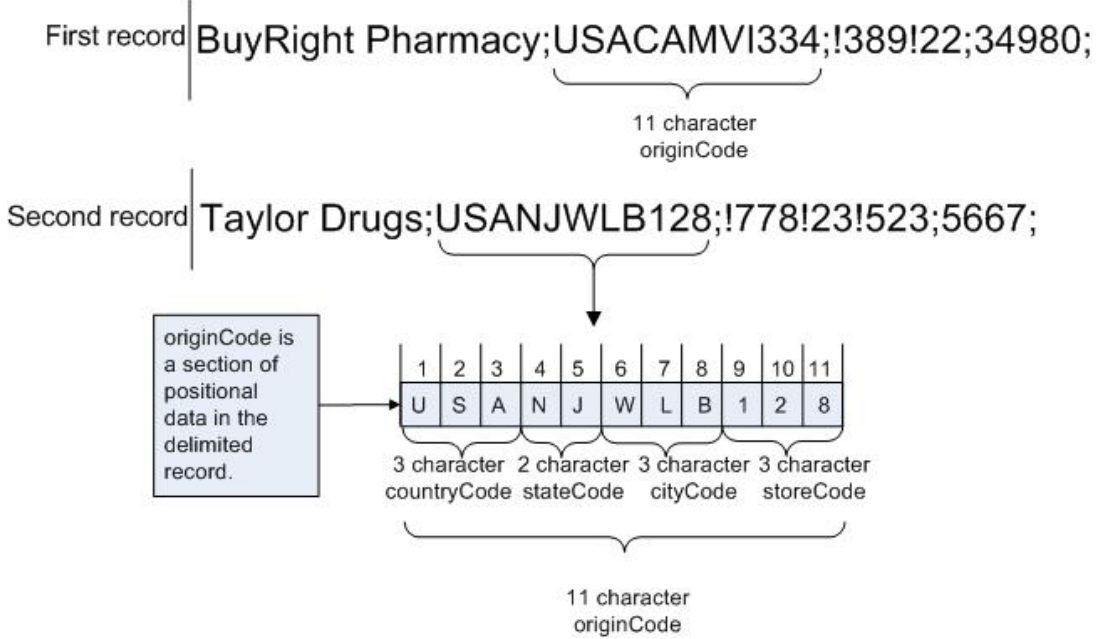 First record BuyRight Pharmacy;USACAMVI334;!389!22;34980;
11 character
originCode
Second record Taylor Drugs;USANJWLB128;!778!23!523;5667;
originCode is
a section of
positional
data in the
delimited
record.
1 2 3 4 5 6 7 8 9 10 11
U S A N J W L B 1 2 8
3 character 2 character 3 character 3 character
countryCode stateCode cityCode storeCode
11 character
originCode